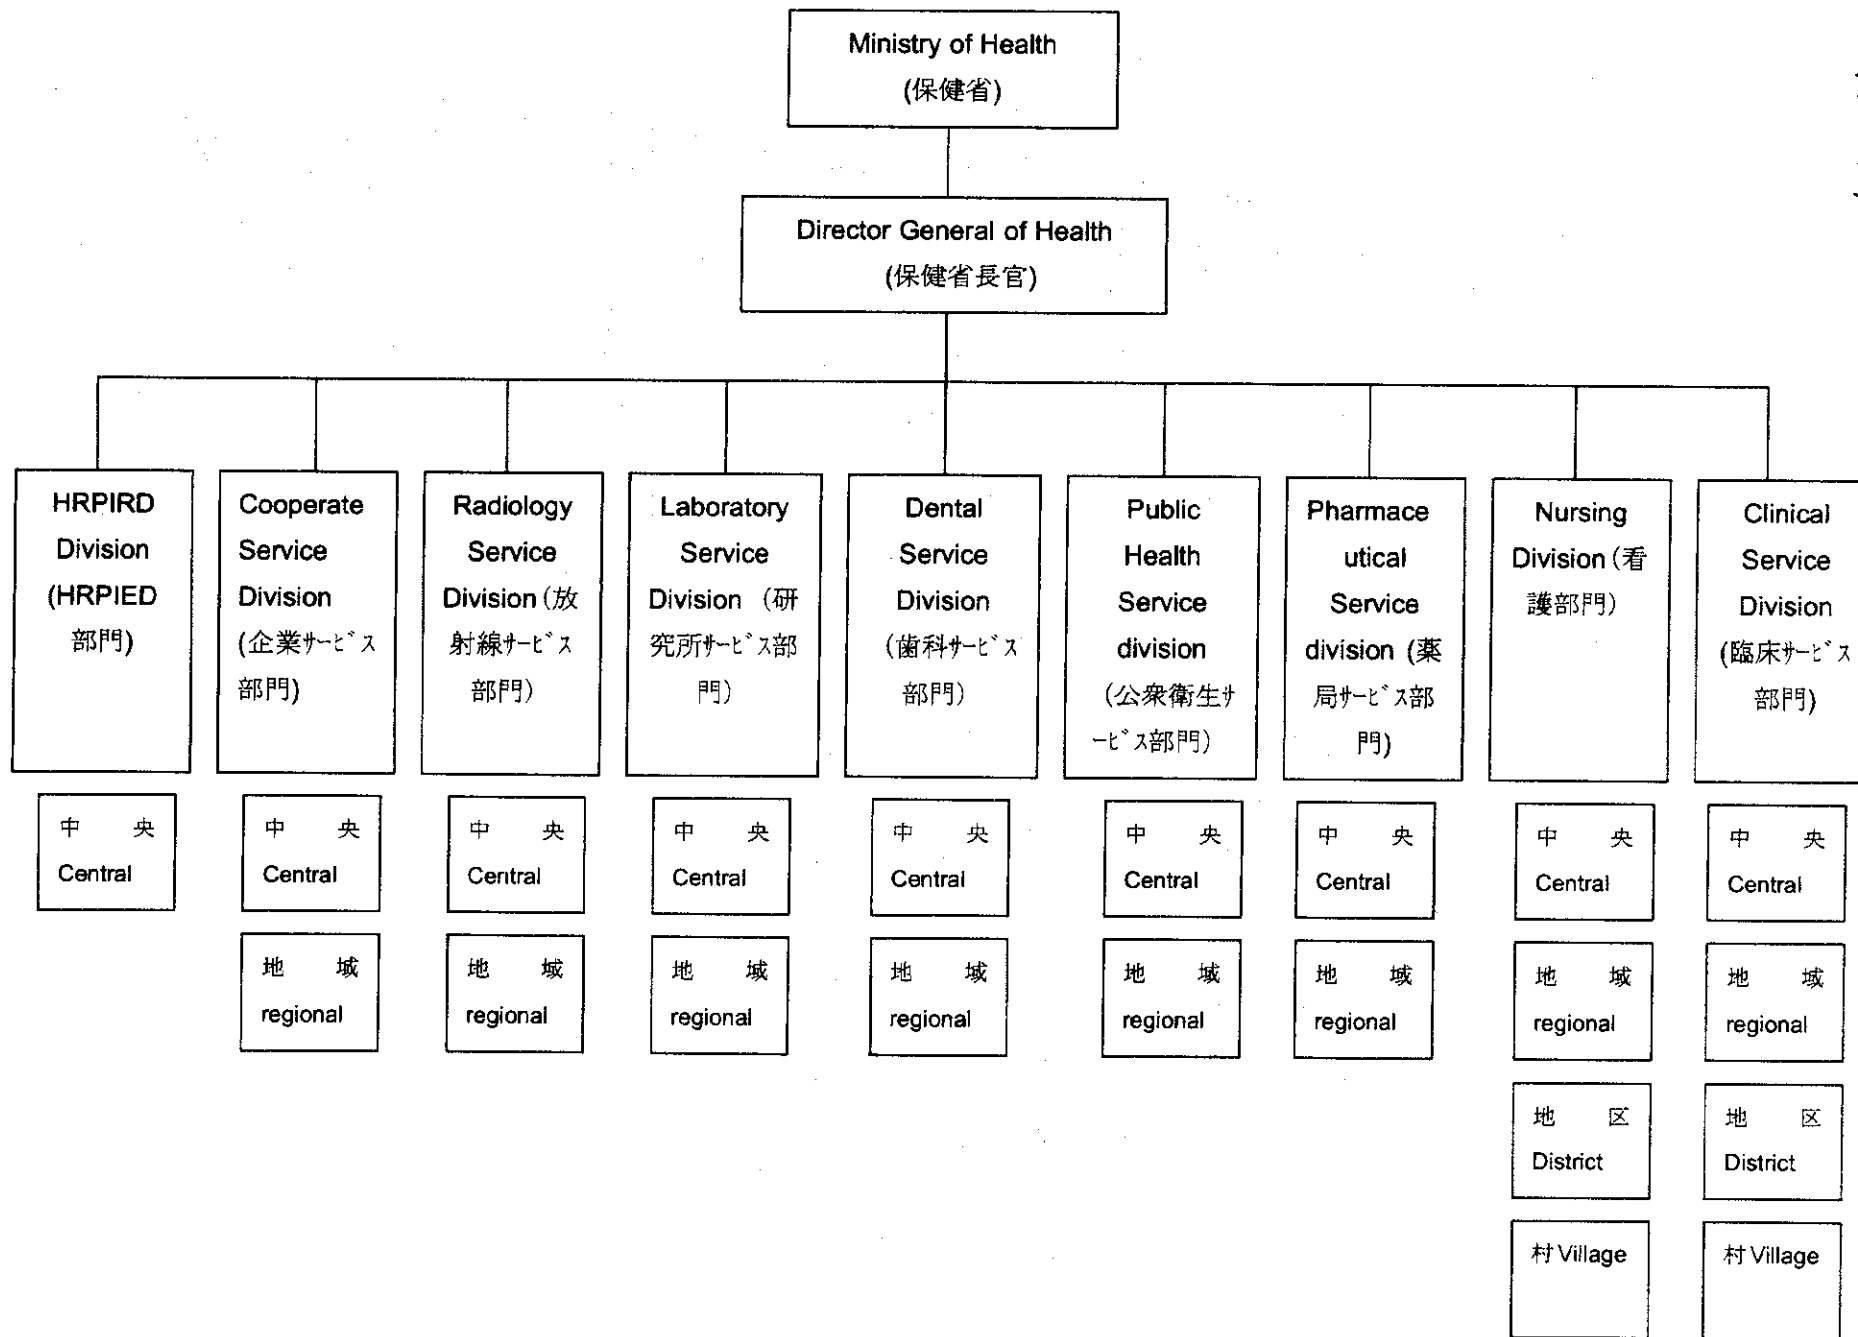 Ministry of Health
(保健省)
Director General of Health
(保健省長官)
HRPIRD
Division
(HRPIED
部門)
Cooperate
Service
Division
(企業サービス
部門)
Radiology
Service
Division (放
射線サービス
部門)
Laboratory
Service
Division (研
究所サービス部
門)
Dental
Service
Division
(歯科サービス
部門)
Public
Health
Service
division
(公衆衛生サ
ービス部門)
Pharmace
utical
Service
division (薬
局サービス部
門)
Nursing
Division (看
護部門)
Clinical
Service
Division
(臨床サービス
部門)
中 央
Central
中 央
Central
中 央
Central
中 央
Central
中 央
Central
中 央
Central
中 央
Central
中 央
Central
中 央
Central
地 域
regional
地 域
regional
地 域
regional
地 域
regional
地 域
regional
地 域
regional
地 域
regional
地 域
regional
地 区
District
地 区
District
村 Village
村 Village